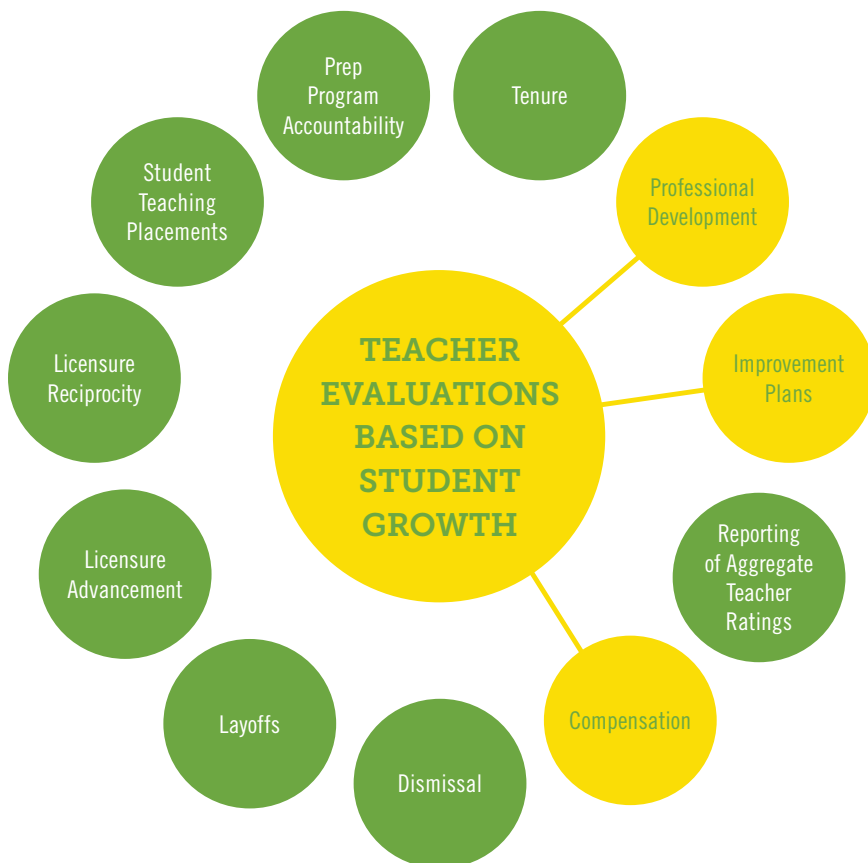 Prep
Program
Accountability
Tenure
Student
Teaching
Placements
Professional
Development
Licensure
Reciprocity
TEACHER
EVALUATIONS
BASED ON
STUDENT
GROWTH
Improvement
Plans
Licensure
Advancement
Reporting
of Aggregate
Teacher
Ratings
Layoffs
Compensation
Dismissal